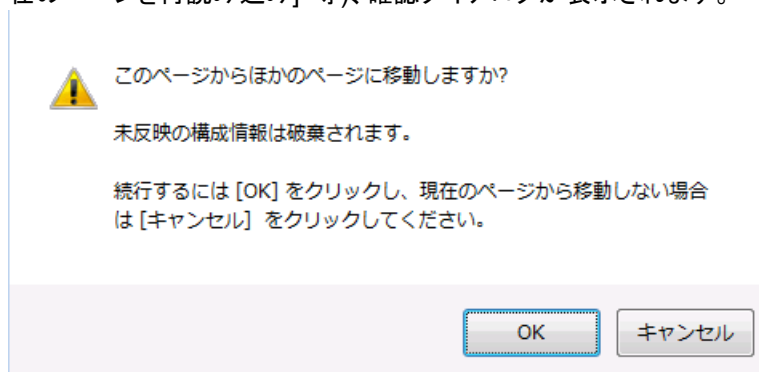 このページからほかのページに移動しますか?
未反映の構成情報は破棄されます。
続行するには [OK] をクリックし、現在のページから移動しない場合
は [キャンセル] をクリックしてください。
OK キャンセル